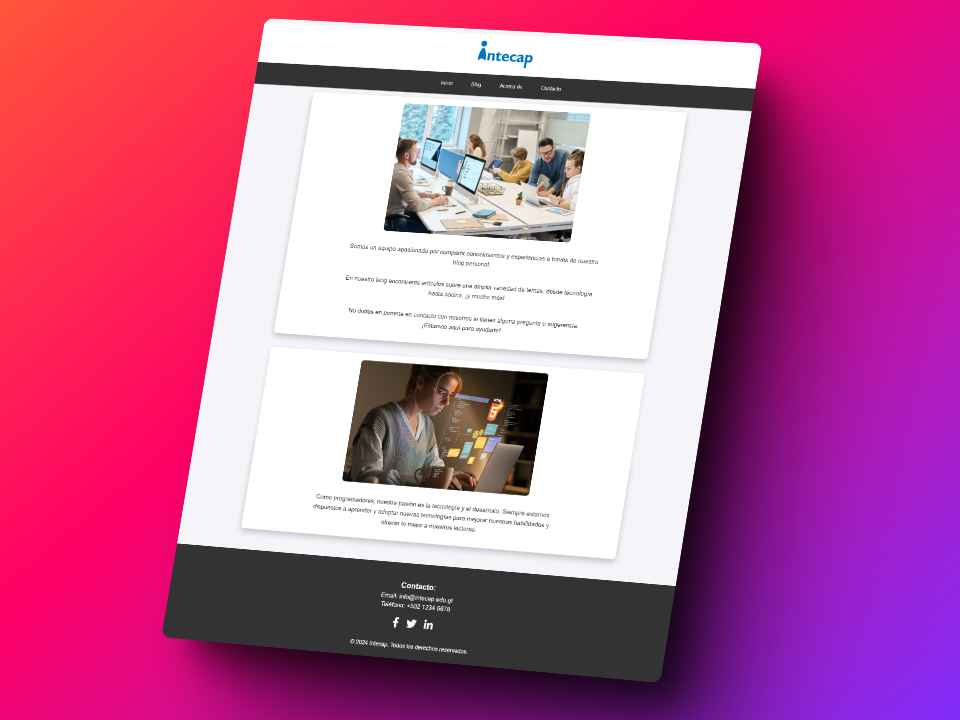 intecap
Inicio
Blog
Acerca de
Contacto
Somos un equipo apasionado por compartir conocimientos y experiencias a través de nuestro
blog personal.
En nuestro blog encontrarás artículos sobre una amplia variedad de temas, desde tecnología
hasta cocina, ¡y mucho más!
No dudes en ponerte en contacto con nosotros si tienes alguna pregunta o sugerencia.
¡Estamos aquí para ayudarte!
HTML
5
Como programadores, nuestra pasión es la tecnología y el desarrollo. Siempre estamos
dispuestos a aprender y adoptar nuevas tecnologías para mejorar nuestras habilidades y
ofrecer lo mejor a nuestros lectores.
Contacto:
Email: info@intecap.edu.gt
Teléfono: +502 1234 5678
© 2024 Intecap. Todos los derechos reservados.